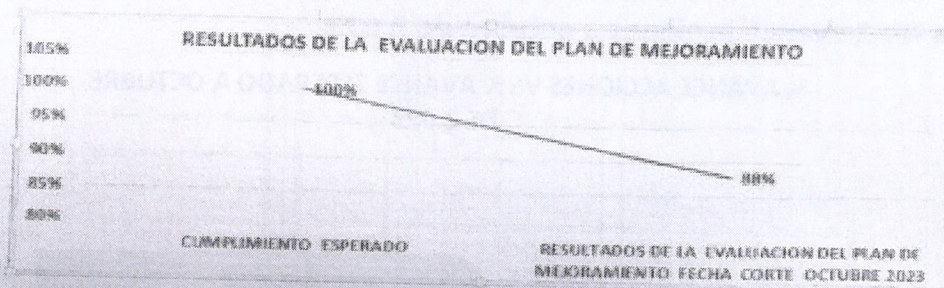 RESULTADOS DE LA EVALUACION DEL PLAN DE MEJORAMIENTO
105%
100%
95%
90%
85%
80%
100%
88%
CUMPLIMIENTO ESPERADO
RESULTADOS DE LA EVALUACION DEL PLAN DE
MEJORAMIENTO FECHA CORTE OCTUBRE 2023